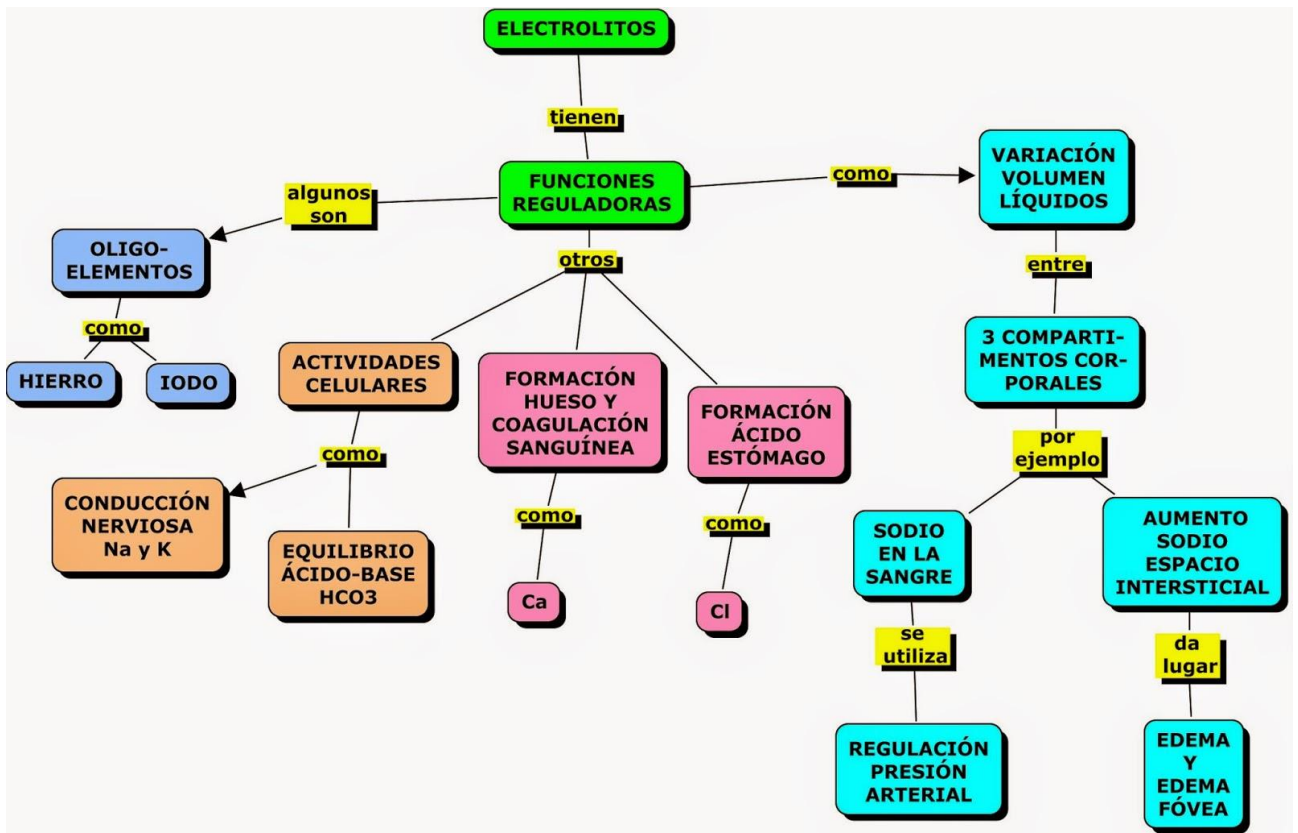 ELECTROLITOS
tienen
FUNCIONES
REGULADORAS
algunos
son
OLIGO-
ELEMENTOS
como
HIERRO
IODO
otros
ACTIVIDADES
CELULARES
como
CONDUCCIÓN
NERVIOSA
Na y K
EQUILIBRIO
ÁCIDO-BASE
HCO3
FORMACIÓN
HUESO Y
COAGULACIÓN
SANGUÍNEA
como
Ca
FORMACIÓN
ÁCIDO
ESTÓMAGO
como
Cl
como
VARIACIÓN
VOLUMEN
LÍQUIDOS
entre
3 COMPARTI-
MENTOS COR-
PORALES
por
ejemplo
SODIO
EN LA
SANGRE
se
utiliza
REGULACIÓN
PRESIÓN
ARTERIAL
AUMENTO
SODIO
ESPACIO
INTERSTICIAL
da
lugar
EDEMA
Y
EDEMA
FÓVEA